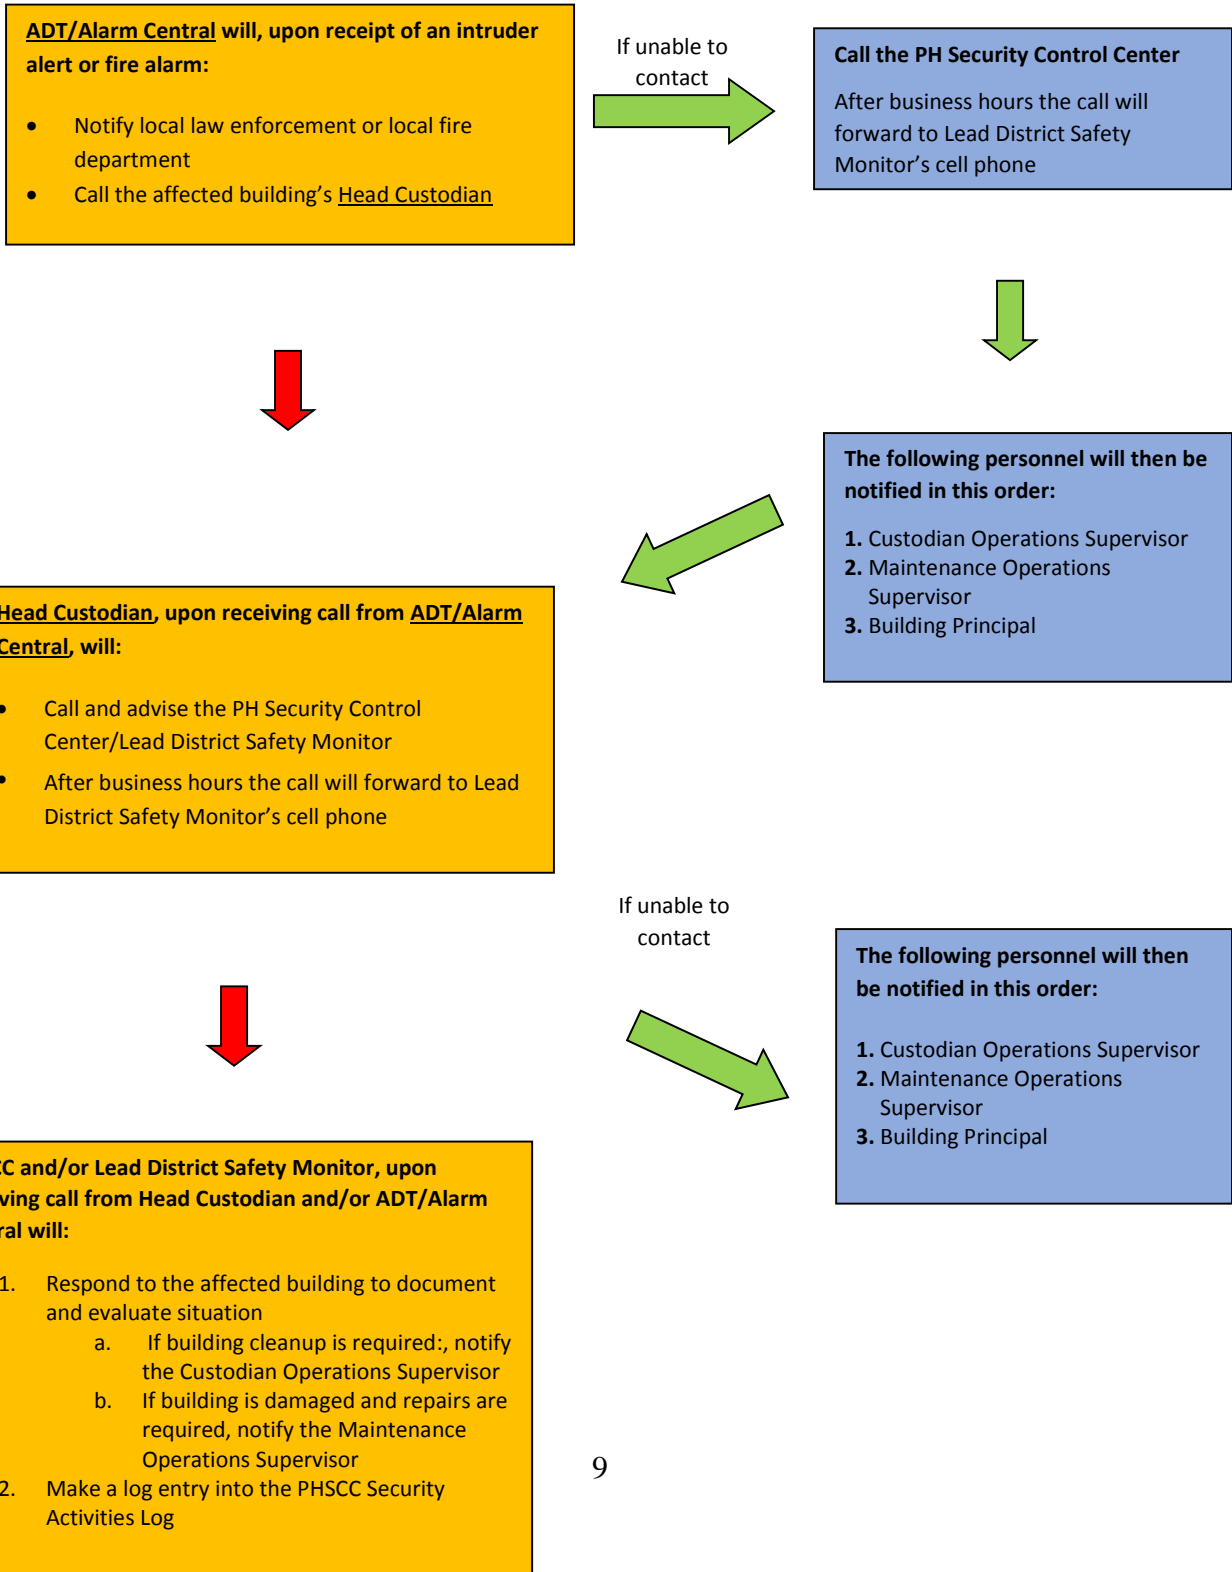 ADT/Alarm Central will, upon receipt of an intruder
alert or fire alarm:
• Notify local law enforcement or local fire
department
• Call the affected building’s Head Custodian
If unable to
contact
Call the PH Security Control Center
After business hours the call will
forward to Lead District Safety
Monitor’s cell phone
The following personnel will then be
notified in this order:
1. Custodian Operations Supervisor
2. Maintenance Operations
Supervisor
3. Building Principal
Head Custodian, upon receiving call from ADT/Alarm
Central, will:
• Call and advise the PH Security Control
Center/Lead District Safety Monitor
• After business hours the call will forward to Lead
District Safety Monitor’s cell phone
If unable to
contact
The following personnel will then
be notified in this order:
1. Custodian Operations Supervisor
2. Maintenance Operations
Supervisor
3. Building Principal
CC and/or Lead District Safety Monitor, upon
ving call from Head Custodian and/or ADT/Alarm
ral will:
1. Respond to the affected building to document
and evaluate situation
a. If building cleanup is required:, notify
the Custodian Operations Supervisor
b. If building is damaged and repairs are
required, notify the Maintenance
Operations Supervisor
2. Make a log entry into the PHSCC Security
Activities Log
9